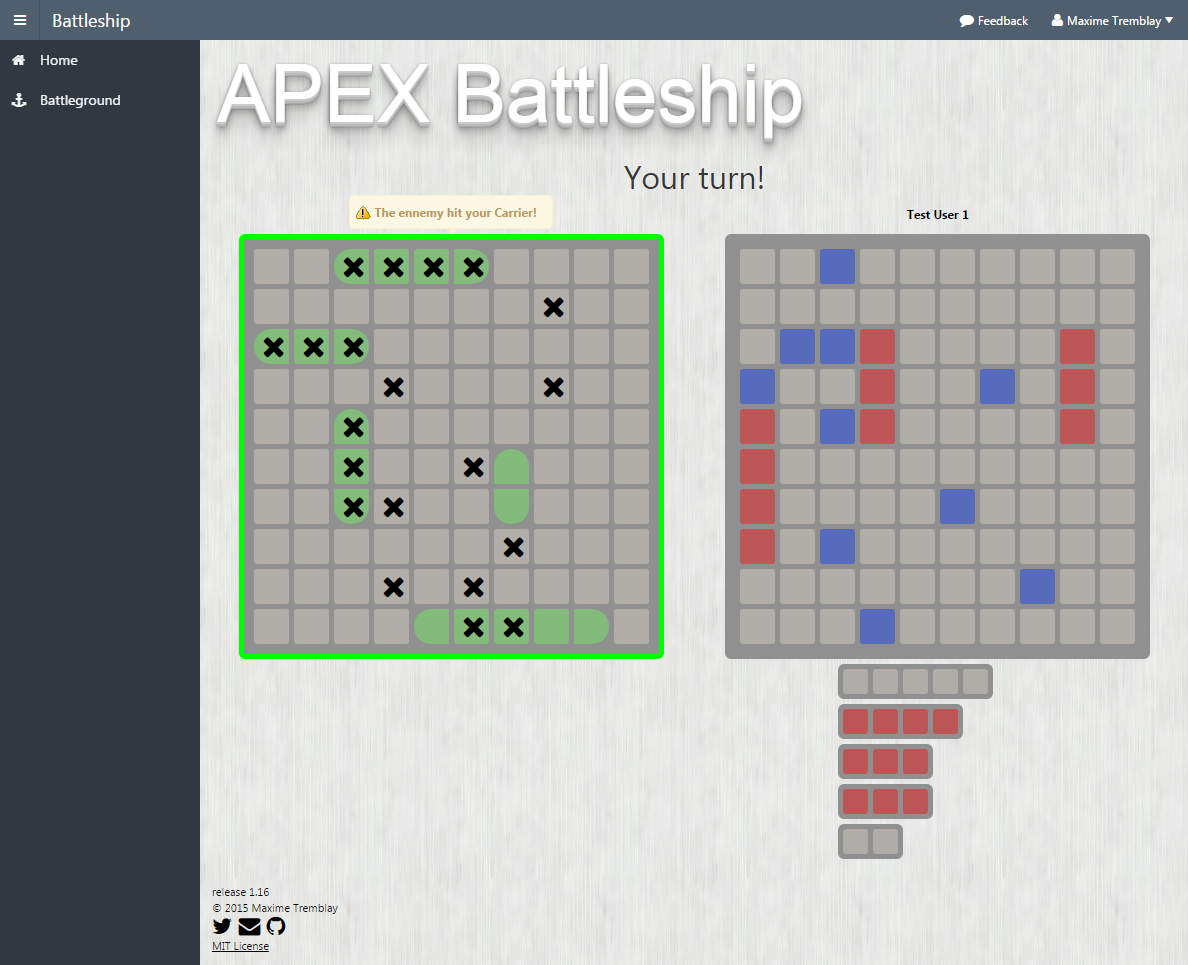 Battleship
Feedback
Maxime Tremblay
Home
Battleground
APEX Battleship
Your turn!
The ennemy hit your Carrier!
Test User 1
release 1.16
© 2015 Maxime Tremblay
MIT License